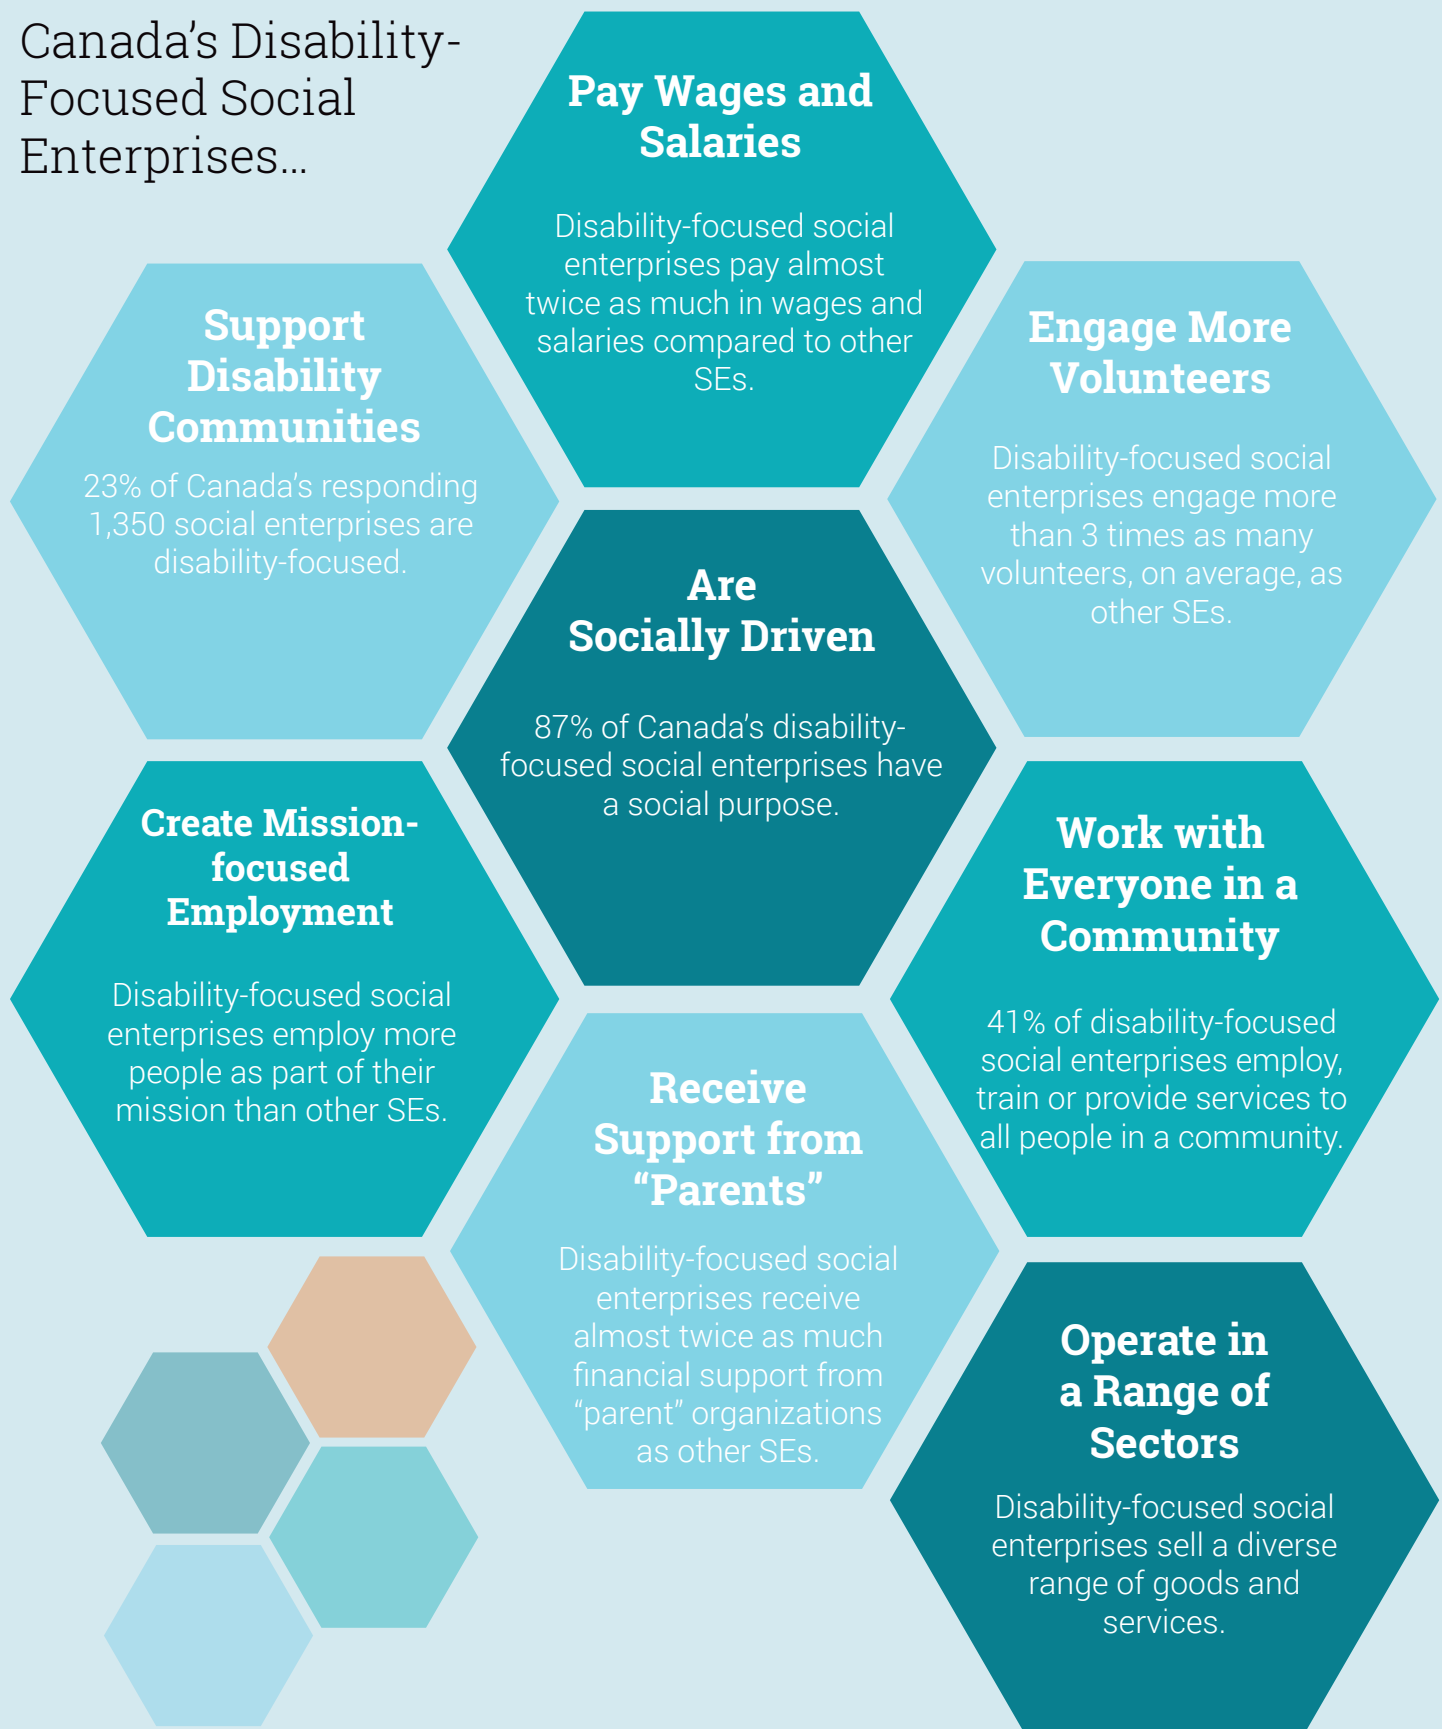 Canada's Disability-
Focused Social
Enterprises...
Pay Wages and
Salaries
Disability-focused social
enterprises pay almost
twice as much in wages and
salaries compared to other
SEs.
Support
Disability
Communities
23% of Canada's responding
1,350 social enterprises are
disability-focused.
Engage More
Volunteers
Disability-focused social
enterprises engage more
than 3 times as many
volunteers, on average, as
other SEs.
Are
Socially Driven
87% of Canada's disability-
focused social enterprises have
a social purpose.
Create Mission-
focused
Employment
Disability-focused social
enterprises employ more
people as part of their
mission than other SEs.
Work with
Everyone in a
Community
41% of disability-focused
social enterprises employ,
train or provide services to
all people in a community.
Receive
Support from
“Parents”
Disability-focused social
enterprises receive
almost twice as much
financial support from
“parent” organizations
as other SEs.
Operate in
a Range of
Sectors
Disability-focused social
enterprises sell a diverse
range of goods and
services.